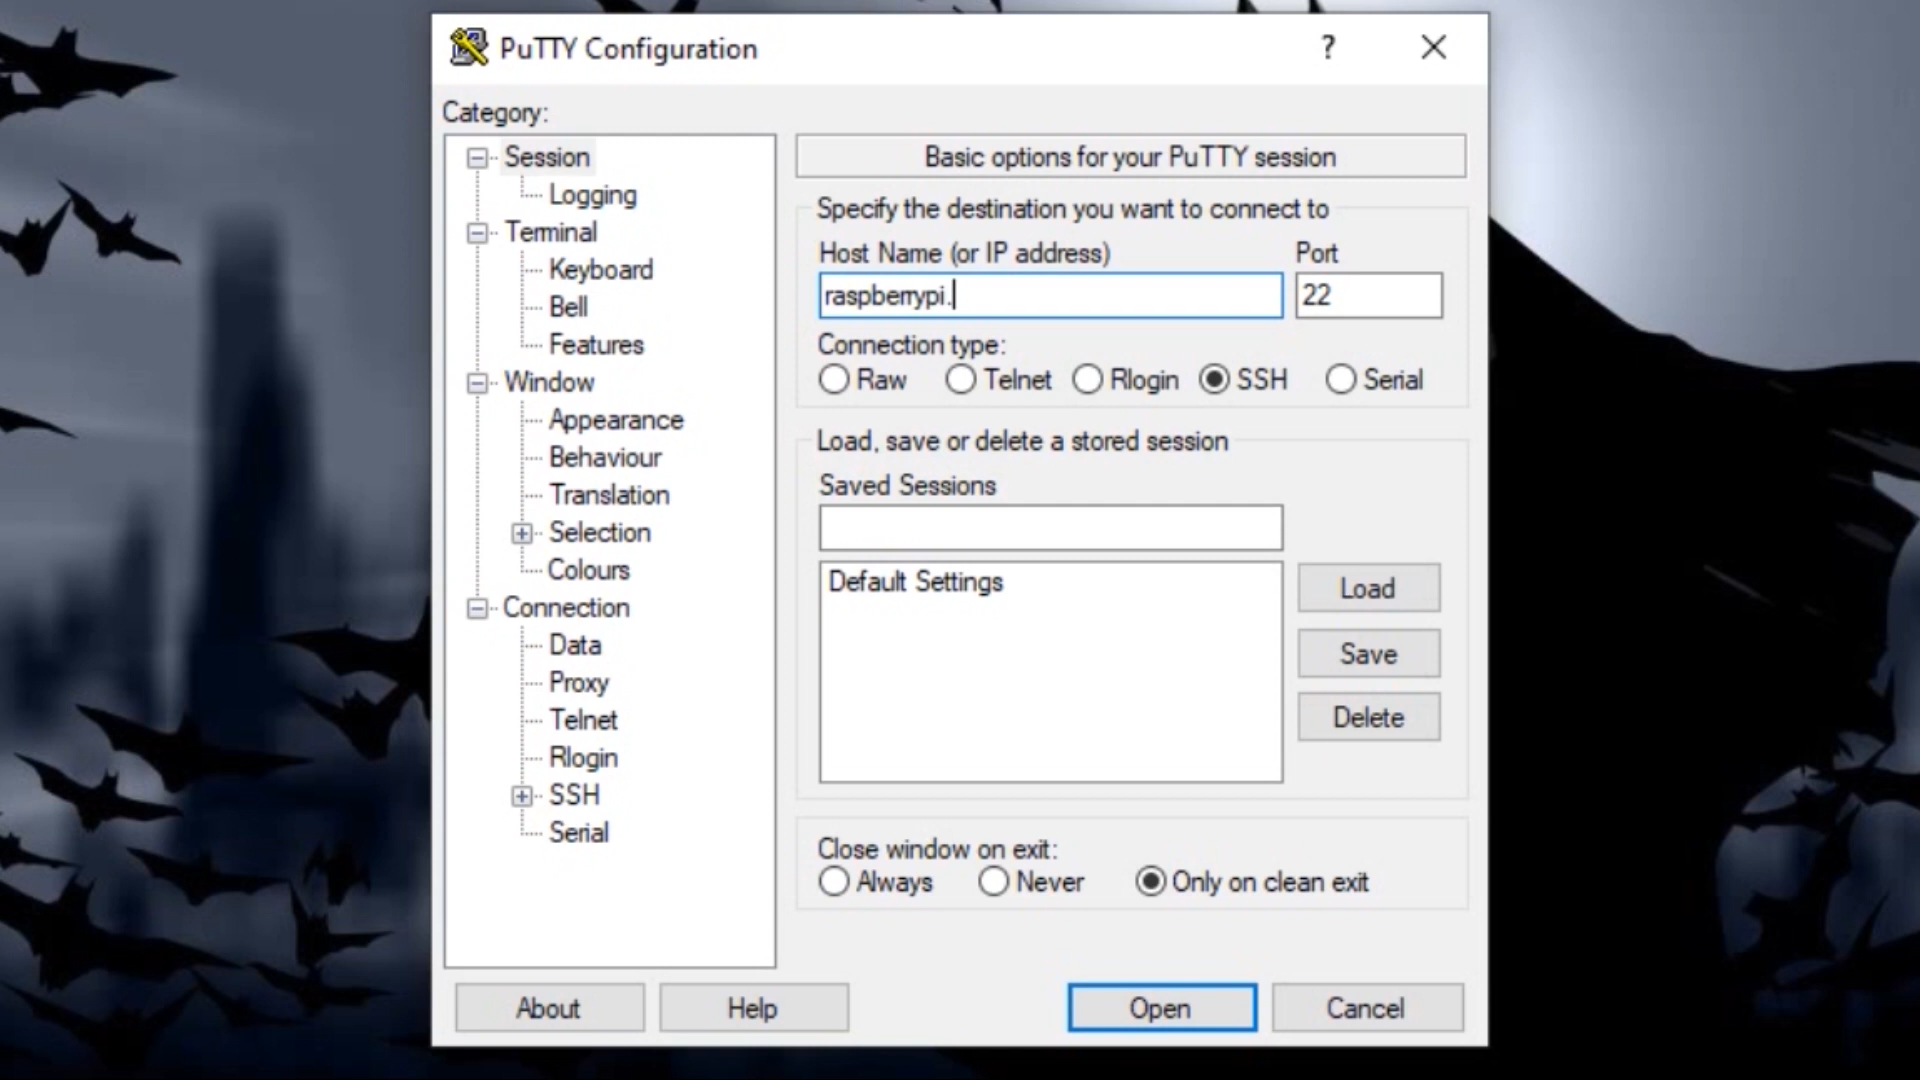 PuTTY Configuration
?
Category:
Session
Logging
Terminal
Keyboard
Bell
Features
Window
Appearance
Behaviour
Translation
Selection
Colours
Connection
Data
Proxy
Telnet
Rlogin
SSH
Serial
Basic options for your PuTTY session
Specify the destination you want to connect to
Host Name (or IP address) Port
raspberrypi. 22
Connection type:
Raw Telnet Rlogin SSH Serial
Load, save or delete a stored session
Saved Sessions
Default Settings
Load
Save
Delete
Close window on exit:
Always Never Only on clean exit
About Help Open Cancel